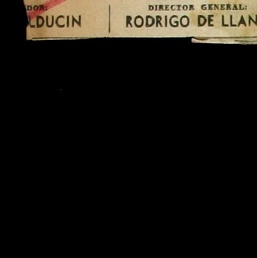 DOR:
LDUCIN
DIRECTOR GENERAL:
RODRIGO DE LLAN